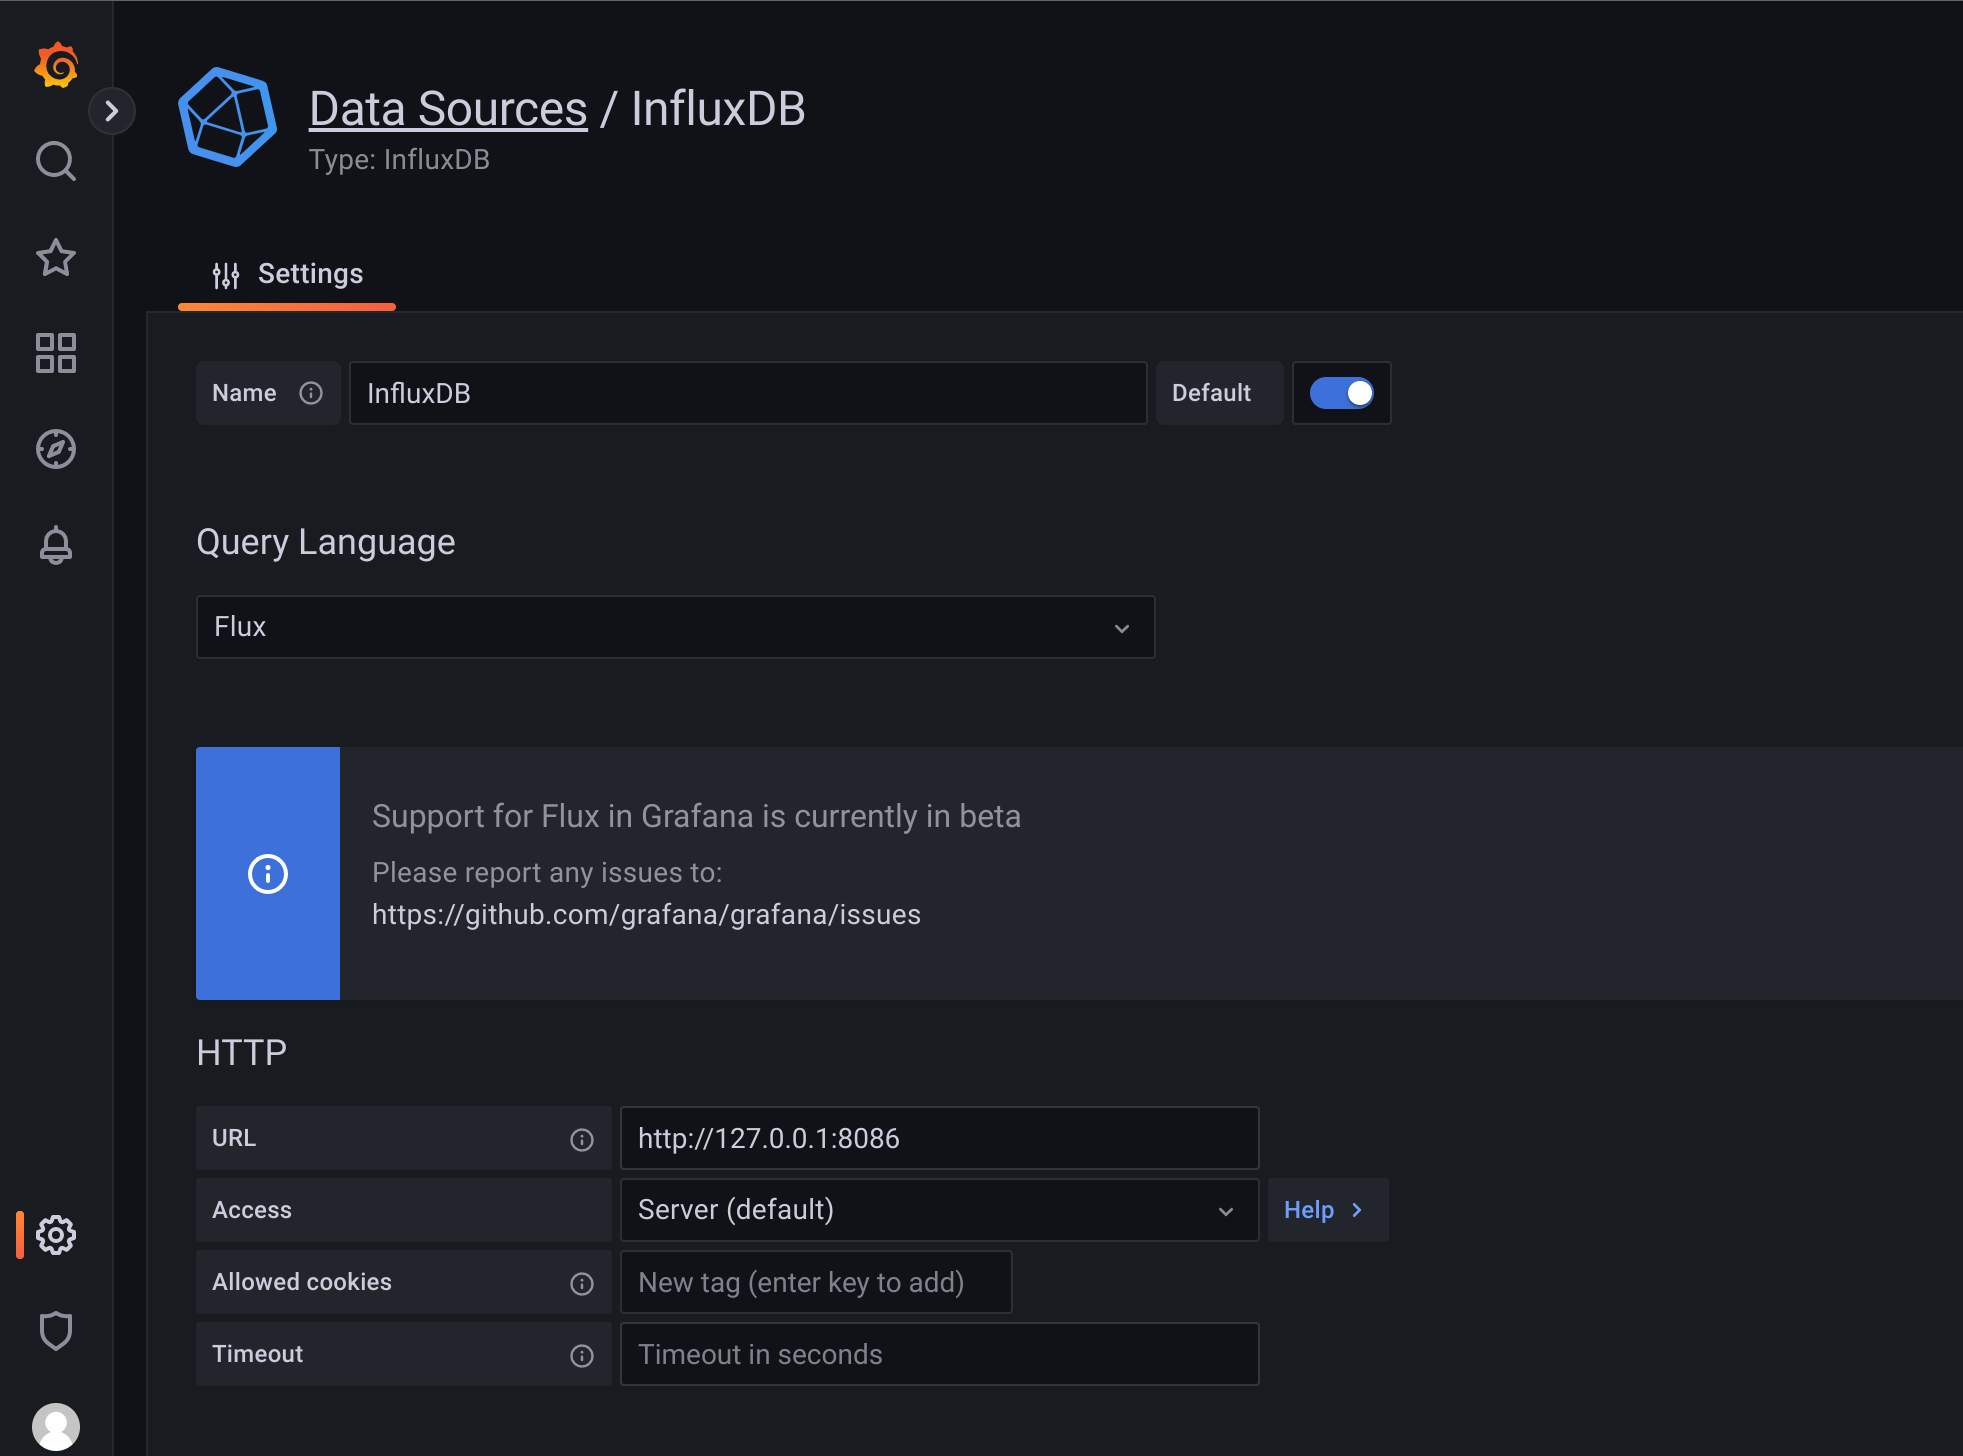 Data Sources / InfluxDB
Type: InfluxDB
Settings
Name
InfluxDB
Default
Query Language
Flux
Support for Flux in Grafana is currently in beta
Please report any issues to:
https://github.com/grafana/grafana/issues
HTTP
URL
http://127.0.0.1:8086
Access
Server (default)
Help
Allowed cookies
New tag (enter key to add)
Timeout
Timeout in seconds